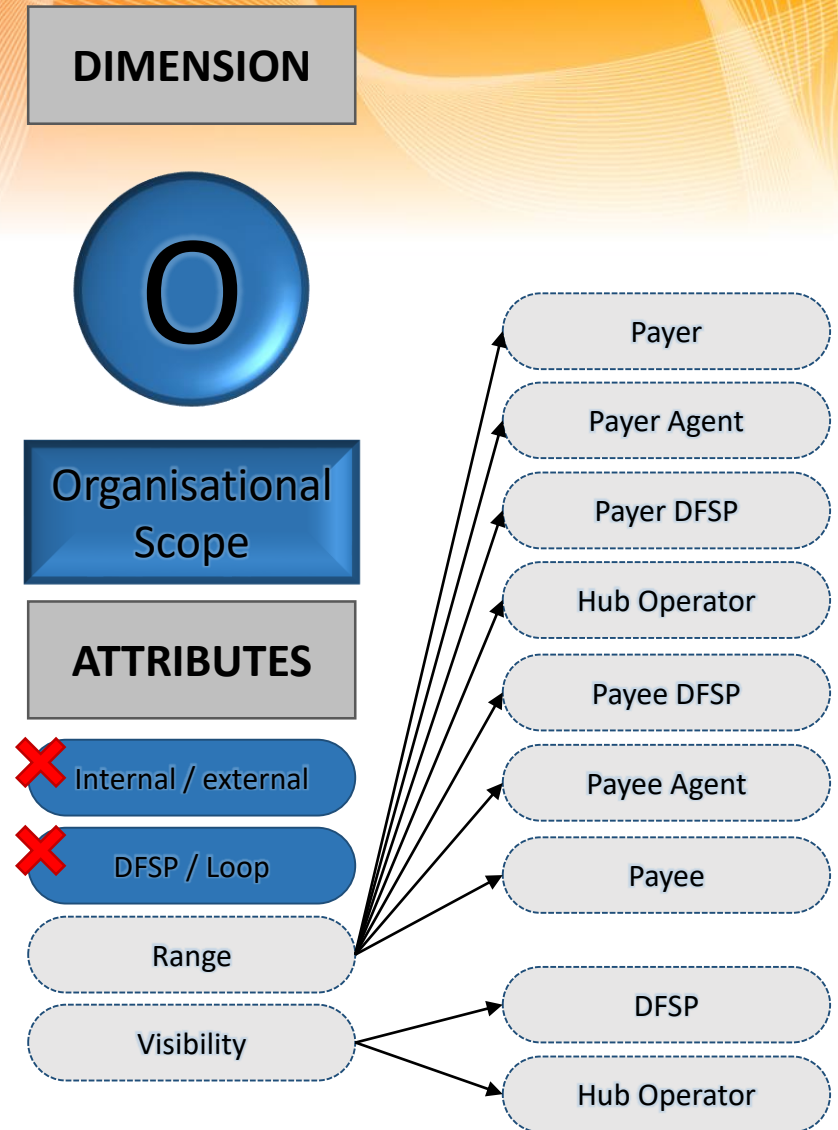 DIMENSION
O
Organisational
Scope
ATTRIBUTES
Internal / external
DFSP / Loop
Range
Visibility
Payer
Payer Agent
Payer DFSP
Hub Operator
Payee DFSP
Payee Agent
Payee
DFSP
Hub Operator